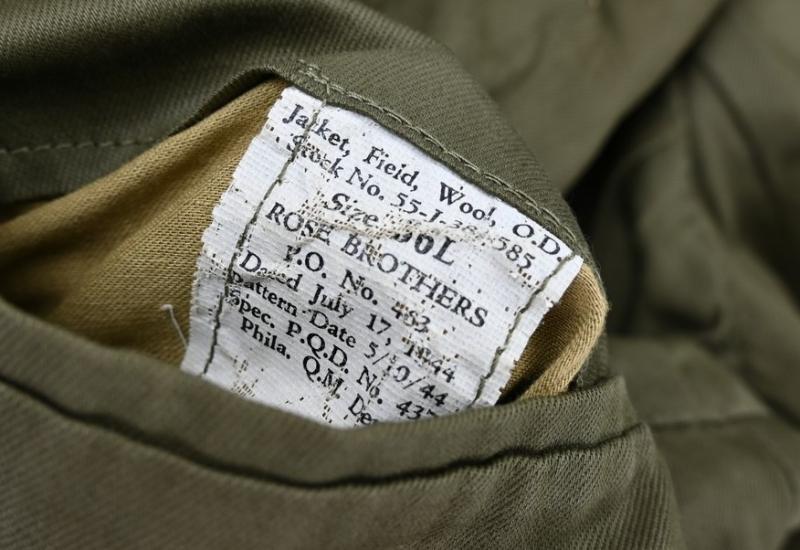 Jacket, Field, Wool, O.D.
Stock No.
Size
ROSE BROTHERS
P.O. No. 463
Dated July 17, 1944
Pattern Date 5/10/44
Spec. P.Q.D. No.
Phila. Q.M.